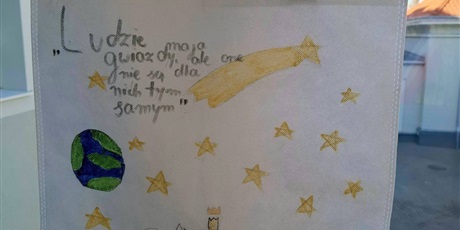 „Ludzie mają
gwiazdy, ale one
nie są dla
nich tym
samym"